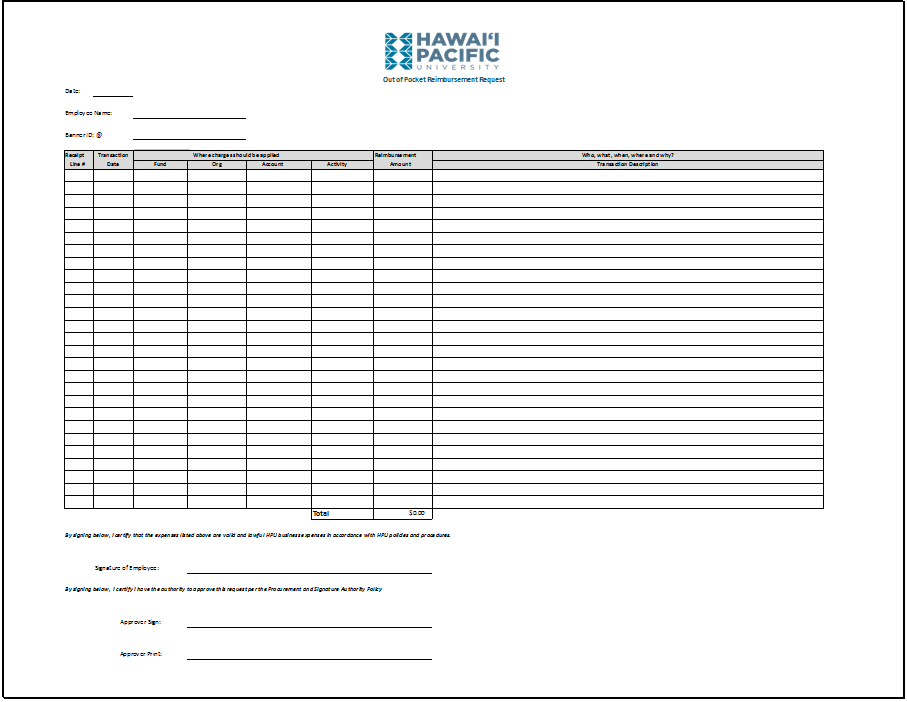 HAWAI‘I
PACIFIC
UNIVERSITY
Out of Pocket Reimbursement Request
Date:
Employee Name:
Banner ID: @
Receipt Transaction Where charges should be applied Reimbursement Who, what, when, where and why?
Line # Date Fund Org Account Activity Amount Transaction Description
Total $0.00
By signing below, I certify that the expenses listed above are valid and lawful HPU business expenses in accordance with HPU policies and procedures.
Signature of Employee:
By signing below, I certify I have the authority to approve this request per the Procurement and Signature Authority Policy
Approver Sign:
Approver Print: